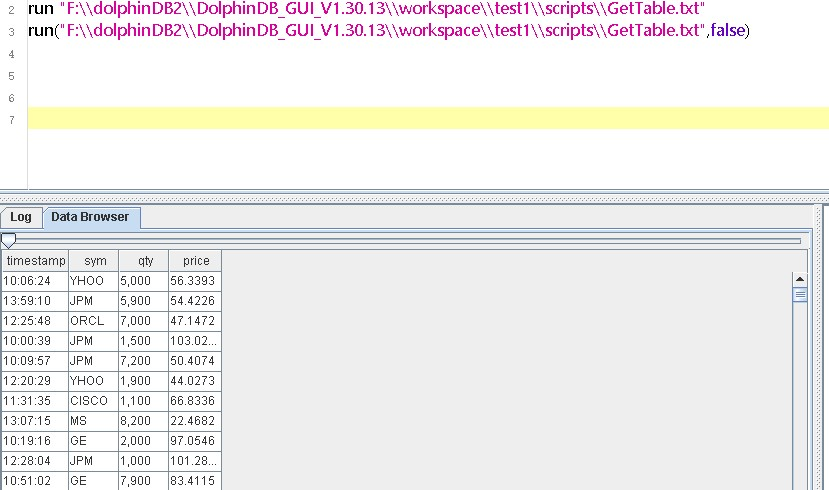 2 run "F:\\dolphinDB2\\DolphinDB_GUI_V1.30.13\\workspace\\test1\\scripts\\GetTable.txt"
3 run("F:\\dolphinDB2\\DolphinDB_GUI_V1.30.13\\workspace\\test1\\scripts\\GetTable.txt",false)
4
5
6
7
Log Data Browser
timestamp sym qty price
10:06:24 YHOO 5,000 56.3393
13:59:10 JPM 5,900 54.4226
12:25:48 ORCL 7,000 47.1472
10:00:39 JPM 1,500 103.02...
10:09:57 JPM 7,200 50.4074
12:20:29 YHOO 1,900 44.0273
11:31:35 CISCO 1,100 66.8336
13:07:15 MS 8,200 22.4682
10:19:16 GE 2,000 97.0546
12:28:04 JPM 1,000 101.28...
10:51:02 GE 7,900 83.4115